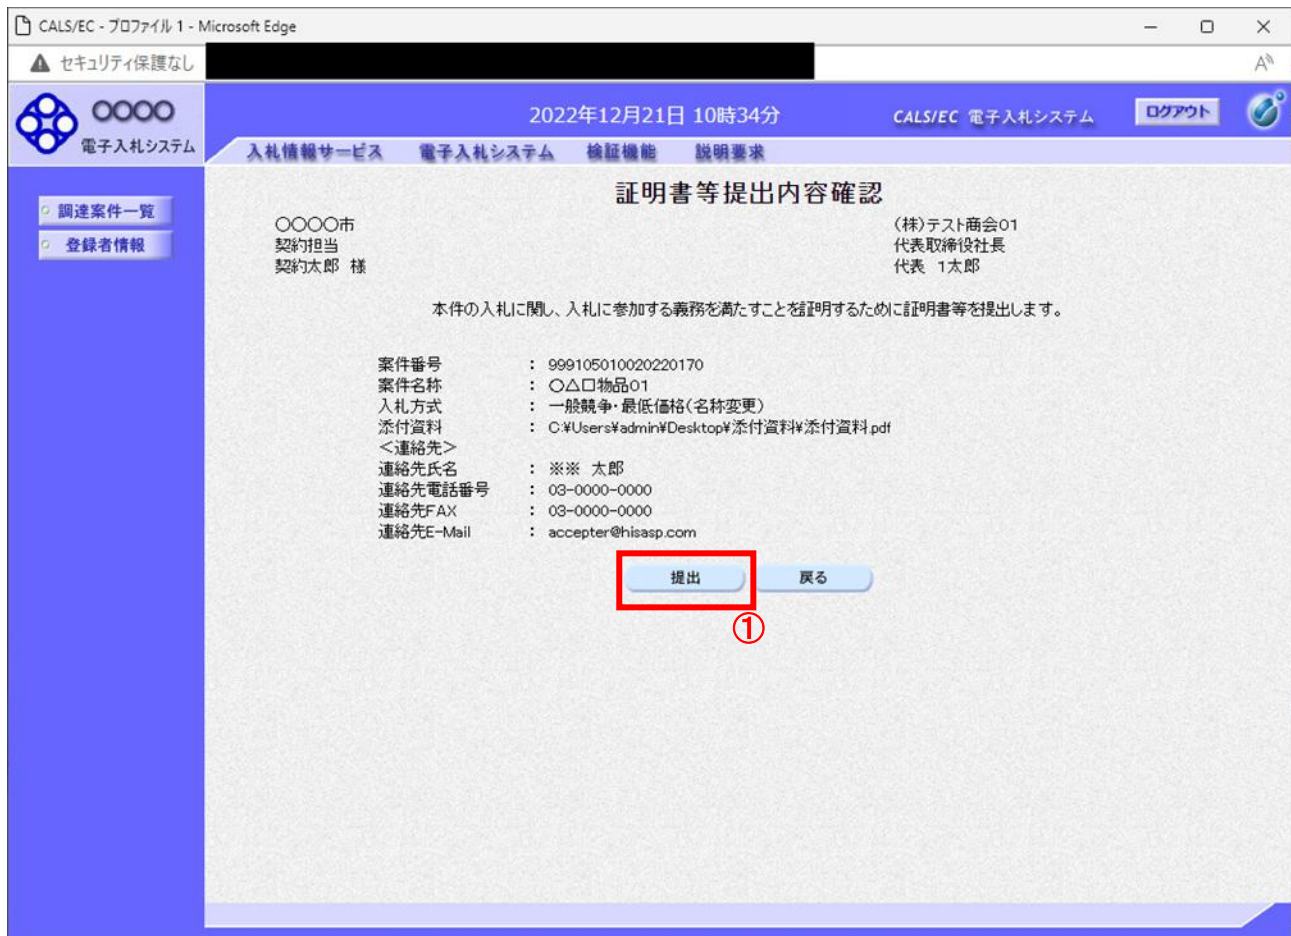 CALS/EC - プロファイル 1 - Microsoft Edge
セキュリティ保護なし
OOOO
電子入札システム
2022年12月21日 10時34分
CALS/EC 電子入札システム
ログアウト
入札情報サービス 電子入札システム 検証機能 説明要求
調達案件一覧
登録者情報
証明書等提出内容確認
○○○○市
契約担当
契約太郎 様
(株)テスト商会01
代表取締役社長
代表 1太郎
本件の入札に関し、入札に参加する義務を満たすことを証明するために証明書等を提出します。
案件番号 : 999105010020220170
案件名称 : ○△□物品01
入札方式 : 一般競争・最低価格(名称変更)
添付資料 : C:¥Users¥admin¥Desktop¥添付資料¥添付資料.pdf
<連絡先>
連絡先氏名 : ※※ 太郎
連絡先電話番号 : 03-0000-0000
連絡先FAX : 03-0000-0000
連絡先E-Mail : accepter@hisasp.com
提出 戻る
①